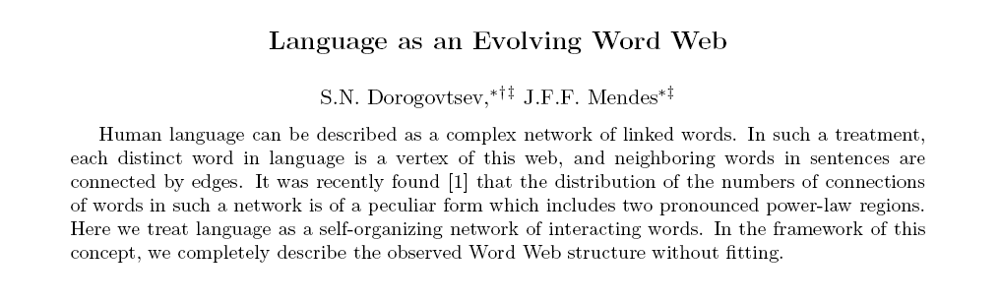 Language as an Evolving Word Web
S.N. Dorogovtsev,*†‡ J.F.F. Mendes*‡
Human language can be described as a complex network of linked words. In such a treatment,
each distinct word in language is a vertex of this web, and neighboring words in sentences are
connected by edges. It was recently found [1] that the distribution of the numbers of connections
of words in such a network is of a peculiar form which includes two pronounced power-law regions.
Here we treat language as a self-organizing network of interacting words. In the framework of this
concept, we completely describe the observed Word Web structure without fitting.